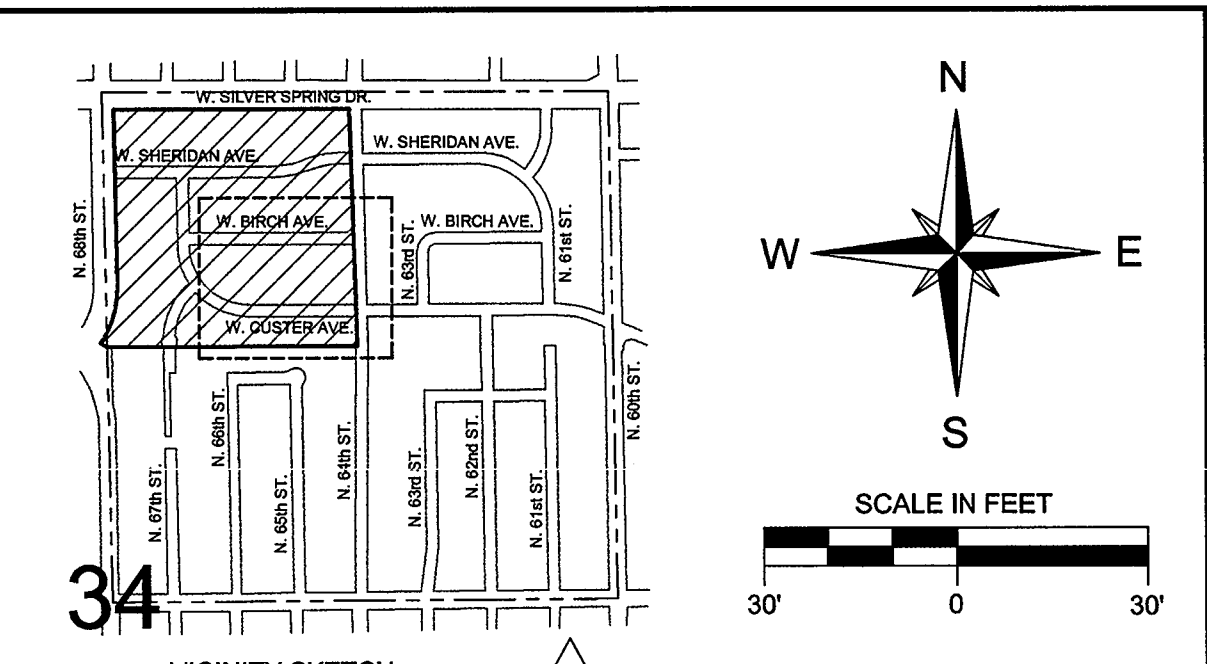 W. SILVER SPRING DR.
W. SHERIDAN AVE.
W. SHERIDAN AVE.
N. 68th ST.
W. BIRCH AVE.
W. BIRCH AVE.
N. 63rd ST.
N. 61st ST.
W. CUSTER AVE.
N. 67th ST.
N. 66th ST.
N. 65th ST.
N. 64th ST.
N. 63rd ST.
N. 62nd ST.
N. 61st ST.
N. 60th ST.
34
VICINITY SKETCH
N
W
E
S
SCALE IN FEET
30'
0
30'